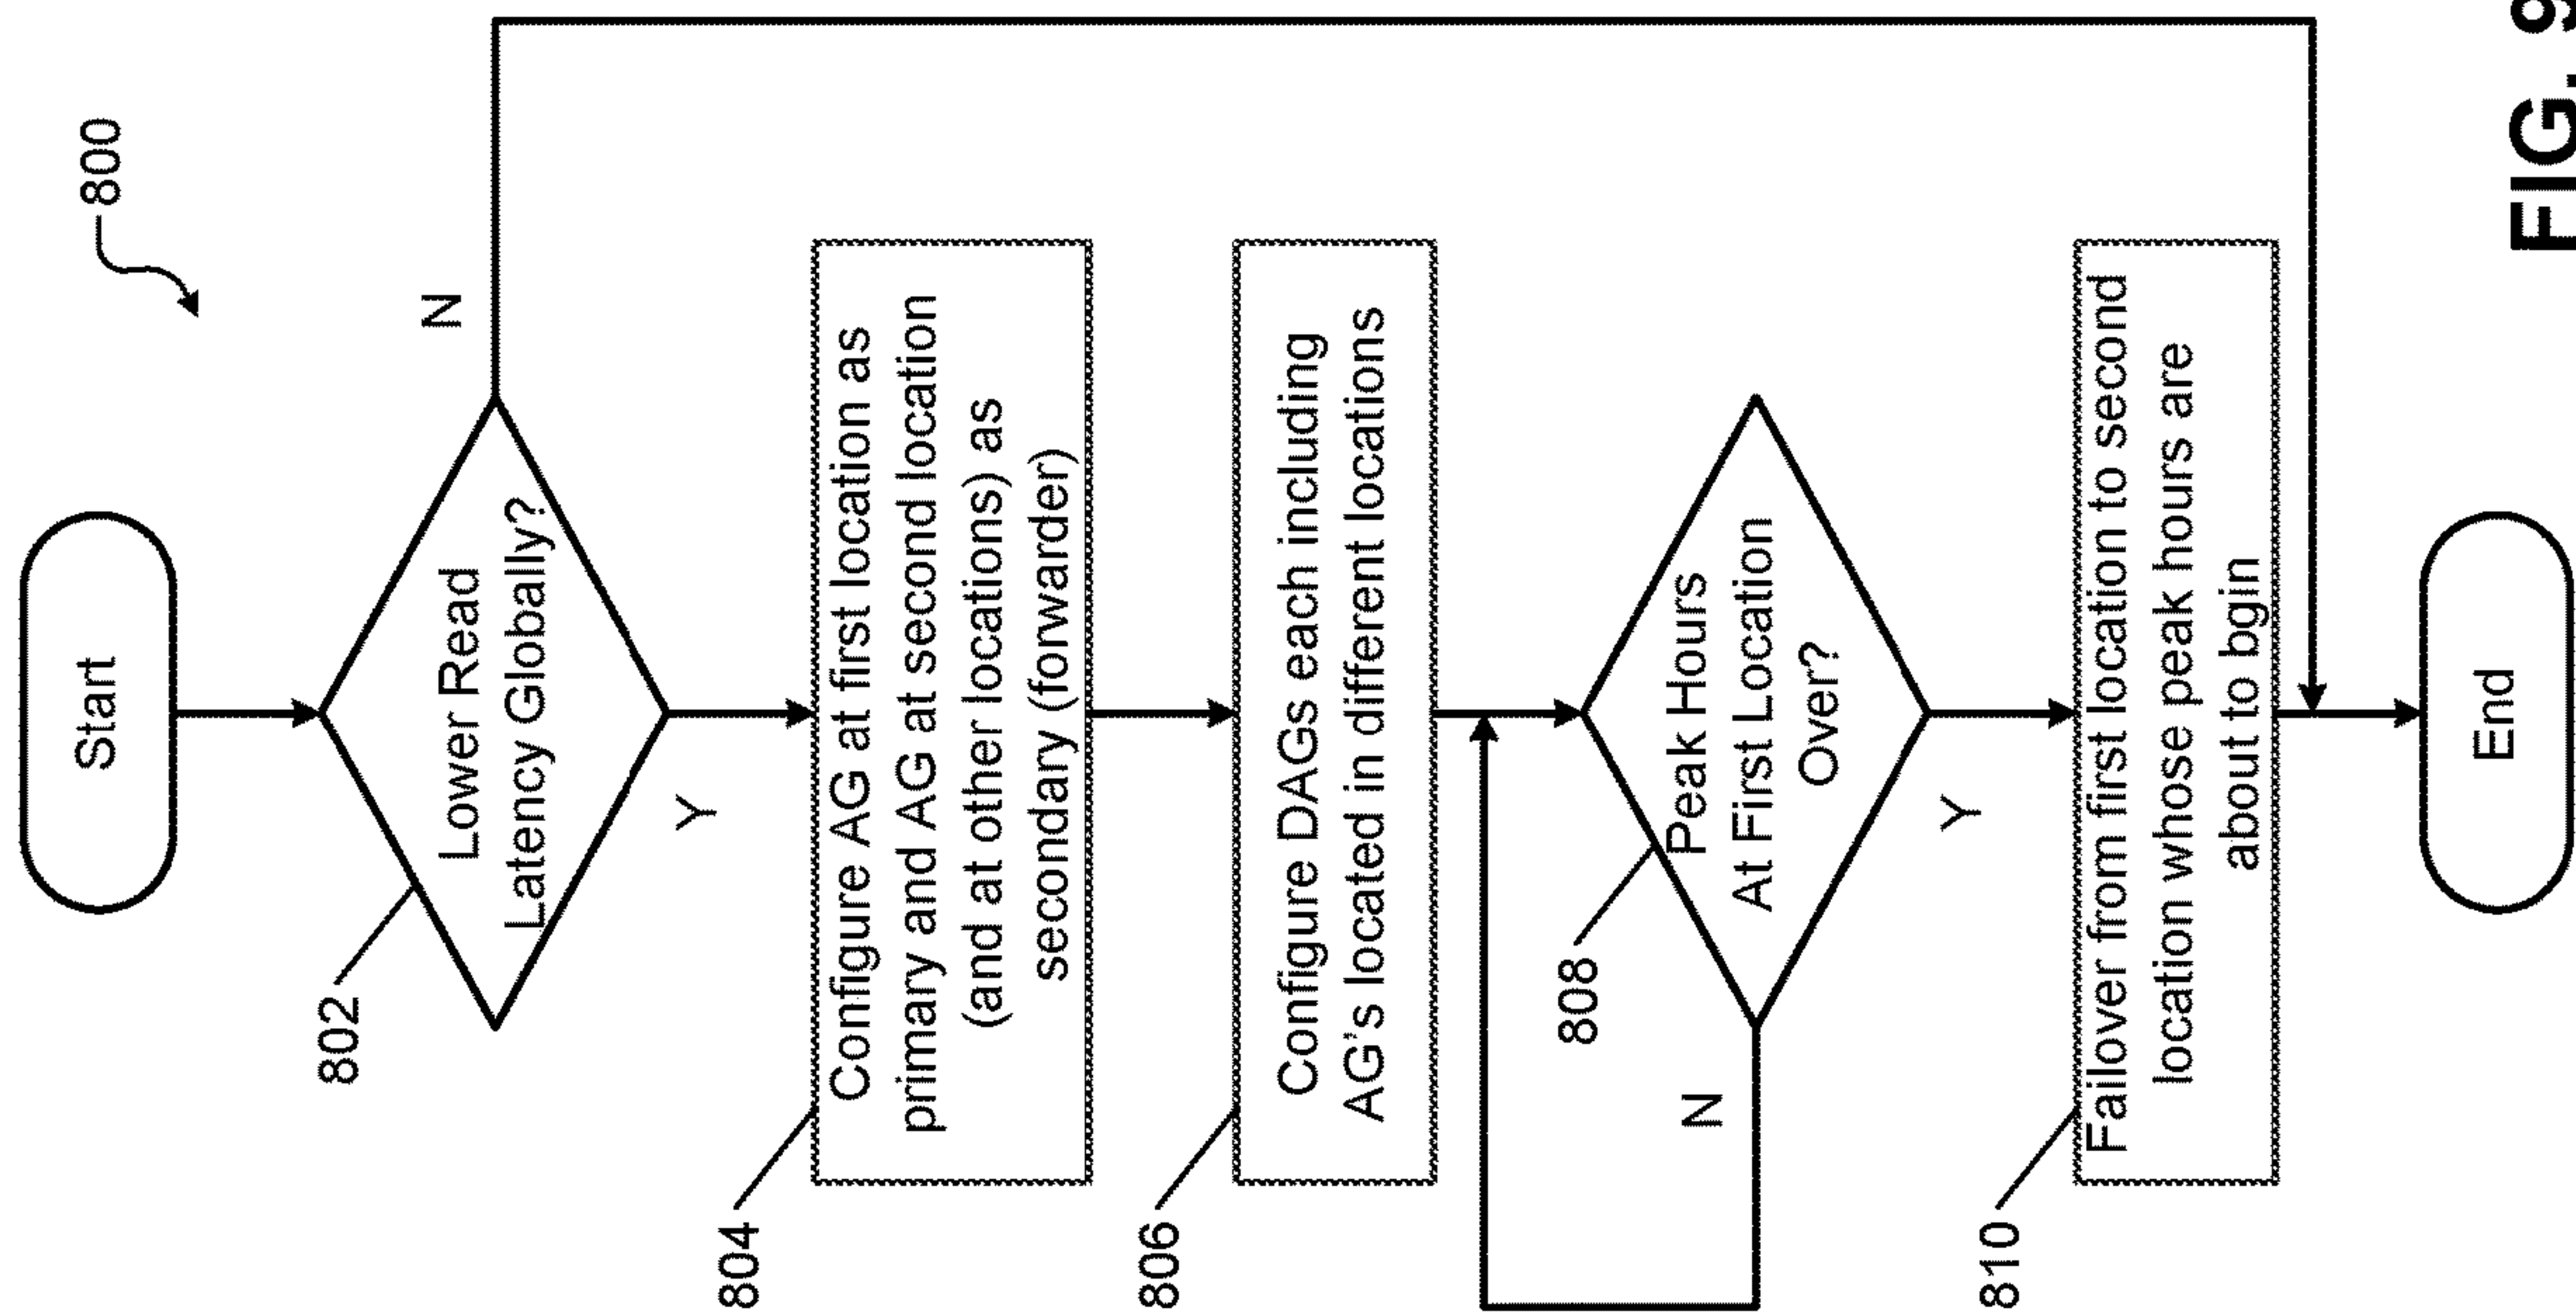 800
Start
802
Lower Read
Latency Globally?
N
Y
804
Configure AG at first location as
primary and AG at second location
(and at other locations) as
secondary (forwarder)
806
Configure DAGs each including
AG's located in different locations
808
Peak Hours
At First Location
Over?
N
Y
810
Failover from first location to second
location whose peak hours are
about to bgin
End
FIG. 9